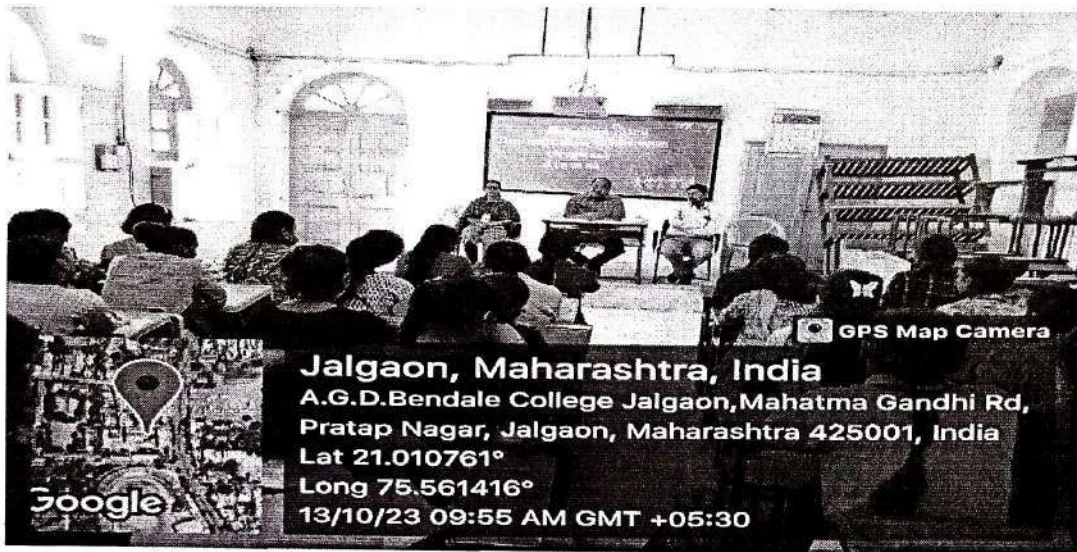 GPS Map Camera
Jalgaon, Maharashtra, India
A.G.D.Bendale College Jalgaon,Mahatma Gandhi Rd,
Pratap Nagar, Jalgaon, Maharashtra 425001, India
Lat 21.010761°
Long 75.561416°
13/10/23 09:55 AM GMT +05:30
Google